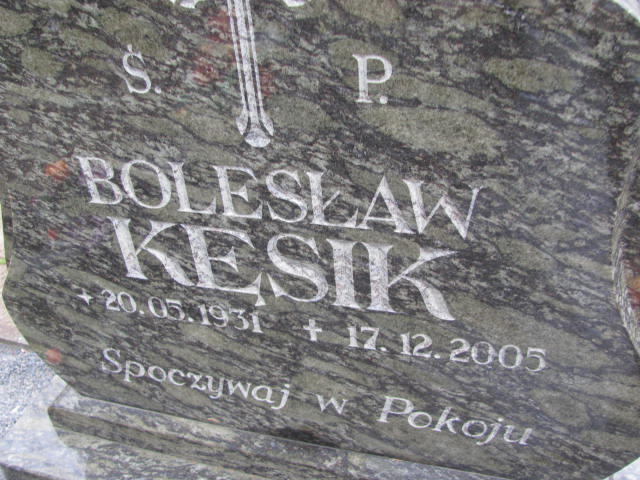 Ś. P.
BOLESŁAW
KĘSIK
* 20.05.1931 + 17.12.2005
Spoczywaj w Pokoju